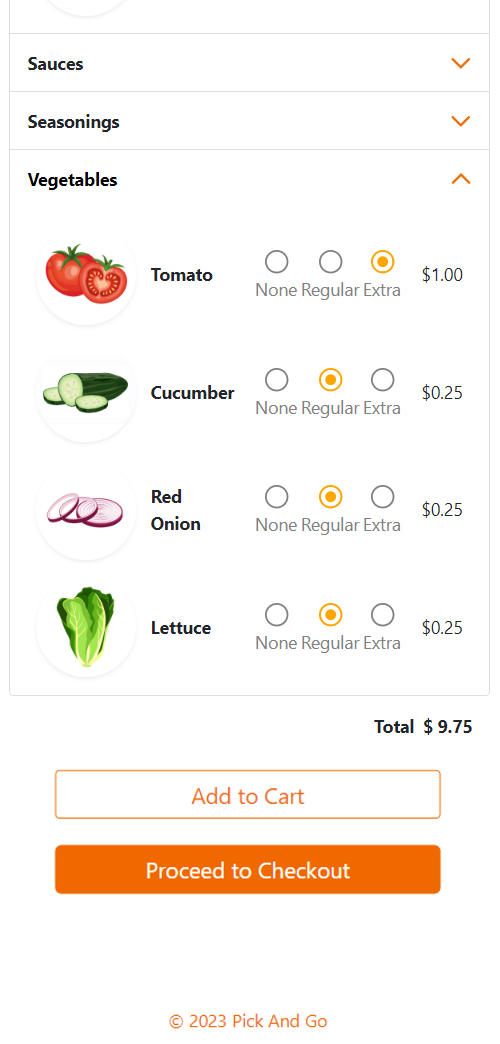 Sauces
Seasonings
Vegetables
Tomato
None Regular Extra
$1.00
Cucumber
None Regular Extra
$0.25
Red
Onion
None Regular Extra
$0.25
Lettuce
None Regular Extra
$0.25
Total $ 9.75
Add to Cart
Proceed to Checkout
© 2023 Pick And Go